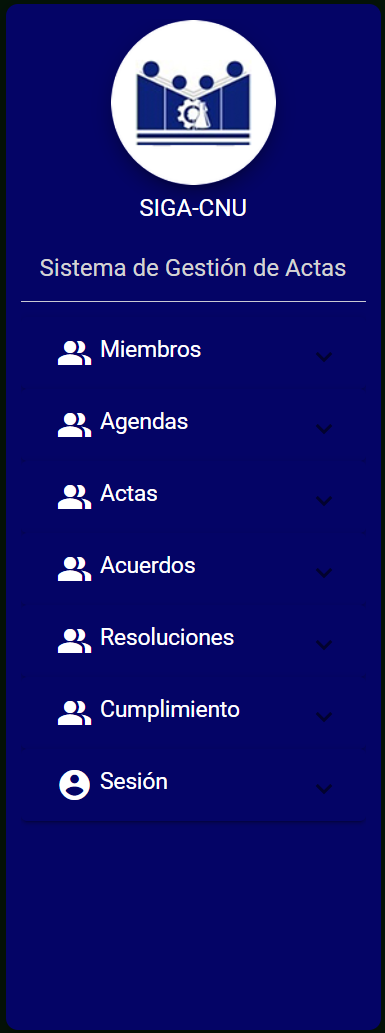 SIGA-CNU
Sistema de Gestión de Actas
Miembros
Agendas
Actas
Acuerdos
Resoluciones
Cumplimiento
Sesión